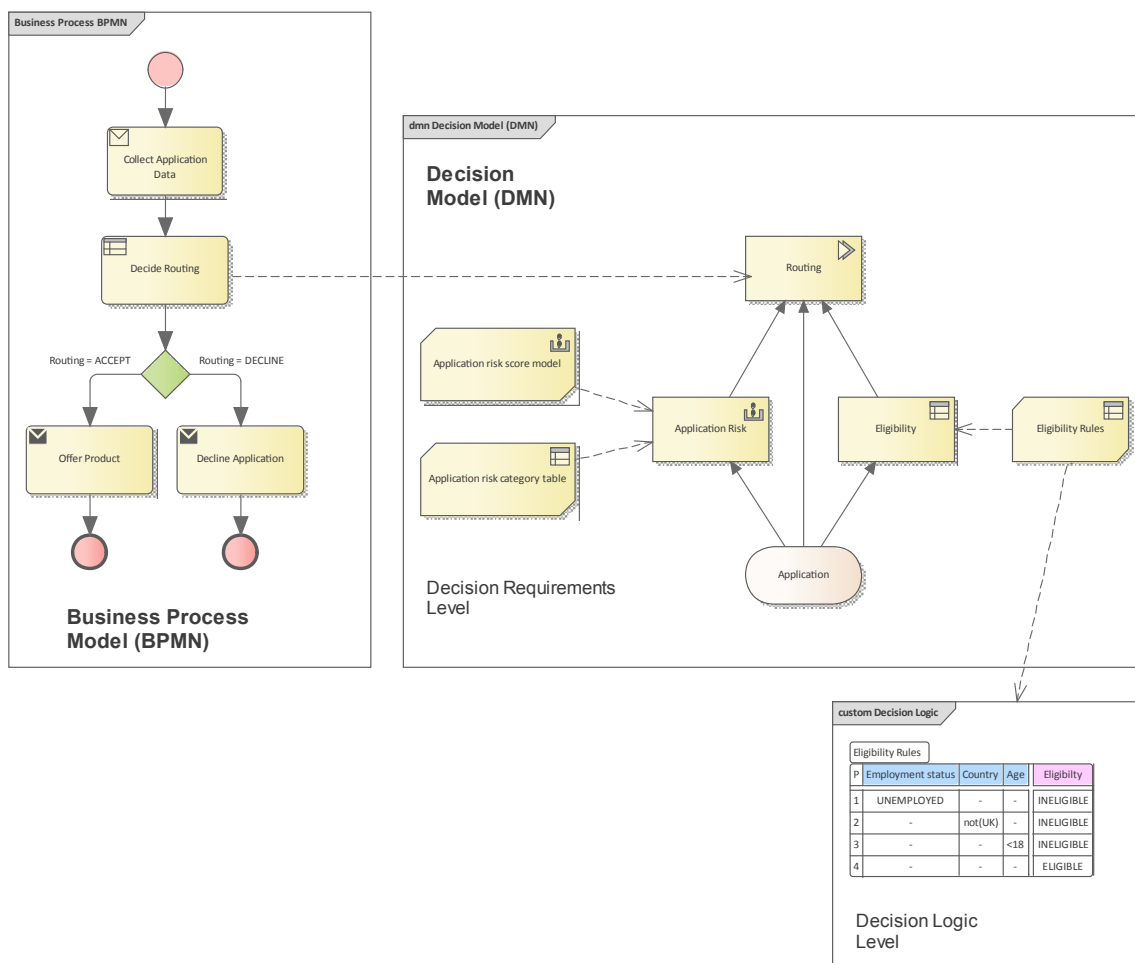 Business Process BPMN
Collect Application
Data
Decide Routing
Routing = ACCEPT
Routing = DECLINE
Offer Product
Decline Application
Business Process
Model (BPMN)
dmn Decision Model (DMN)
Decision
Model (DMN)
Routing
Application risk score model
Application Risk
Eligibility
Eligibility Rules
Application risk category table
Application
Decision Requirements
Level
custom Decision Logic
Eligibility Rules
P Employment status Country Age Eligibilty
1 UNEMPLOYED - - INELIGIBLE
2 - not(UK) - INELIGIBLE
3 - - <18 INELIGIBLE
4 - - - ELIGIBLE
Decision Logic
Level